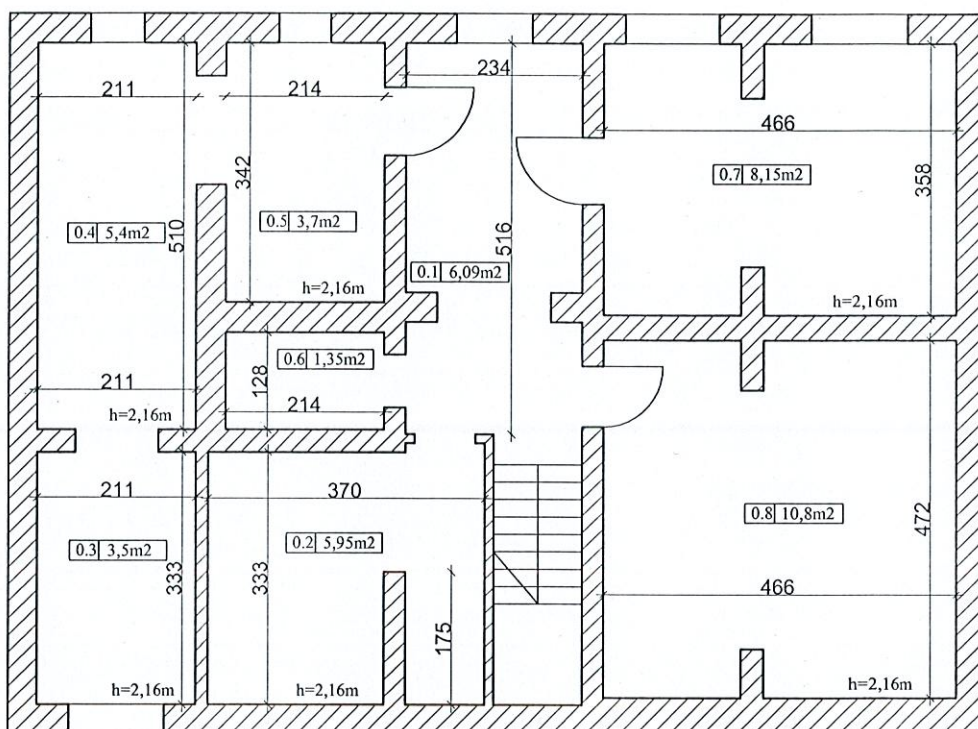 234
211
214
466
342
358
0.7 8,15m2
0.5 3,7m2
0.4 5,4m2
510
516
0.1 6,09m2
h=2,16m
h=2,16m
0.6 1,35m2
128
211
214
h=2,16m
211
370
0.8 10,8m2
472
0.2 5,95m2
0.3 3,5m2
333
333
466
175
h=2,16m
h=2,16m
h=2,16m